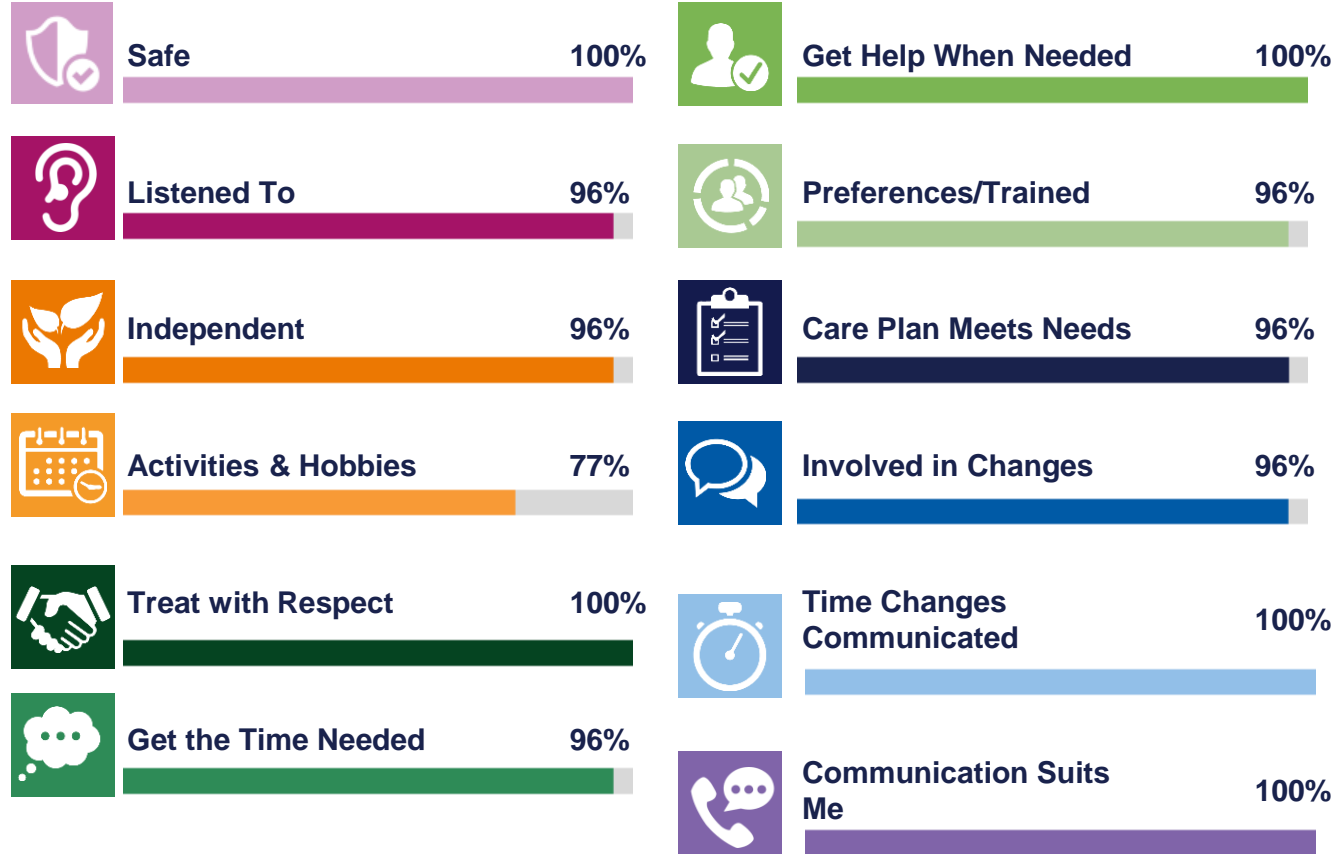 Safe 100%
Listened To 96%
Independent 96%
Activities & Hobbies 77%
Treat with Respect 100%
Get the Time Needed 96%
Get Help When Needed 100%
Preferences/Trained 96%
Care Plan Meets Needs 96%
Involved in Changes 96%
Time Changes
Communicated 100%
Communication Suits
Me 100%